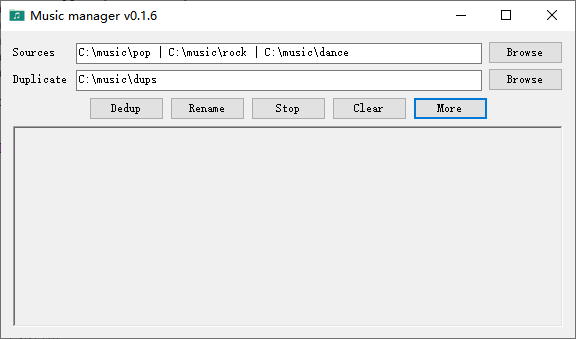 Music manager v0.1.6
Sources C:\music\pop | C:\music\rock | C:\music\dance Browse
Duplicate C:\music\dups Browse
Dedup Rename Stop Clear More